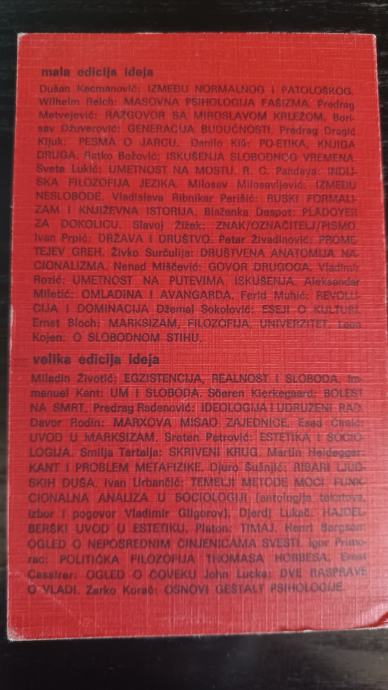 mala edicija ideja
Dušan Kecmanović: IZMEĐU NORMALNOG I PATOLOŠKOG.
Wilhelm Reich: MASOVNA PSIHOLOGIJA FAŠIZMA. Predrag
Matvejević: RAZGOVOR SA MIROSLAVOM KRLEŽOM. Bori-
sav Džuverović: GENERACIJA BUDUĆNOSTI. Predrag Dragić
Kijuk: PESMA O JARCU. Danilo Kiš: PO-ETIKA, KNJIGA
DRUGA. Ratko Božović: ISKUŠENJA SLOBODNOG VREMENA.
Sveta Lukić: UMETNOST NA MOSTU. R. C. Pandeya: INDIJ-
SKA FILOZOFIJA JEZIKA. Milosav Milosavljević: IZMEĐU
NESLOBODE. Vladislava Ribnikar Perišić: RUSKI FORMALI-
ZAM I KNJIŽEVNA ISTORIJA. Blaženka Despot: PLÄDOYER
ZA DOKOLICU. Slavoj Žižek: ZNAK/OZNAČITELJ/PISMO.
Ivan Prpić: DRŽAVA I DRUŠTVO. Petar Živadinović: PROME-
TEJEV GREH. Živko Surčulija: DRUŠTVENA ANATOMIJA NA-
CIONALIZMA. Nenad Miščević: GOVOR DRUGOGA. Vladimir
Rozić: UMETNOST NA PUTEVIMA ISKUŠENJA. Aleksandar
Miletić: OMLADINA I AVANGARDA. Ferid Muhić: REVOLU-
CIJA I DOMINACIJA Džemal Sokolović: ESEJI O KULTURI.
Ernst Bloch: MARKSIZAM, FILOZOFIJA, UNIVERZITET. Leon
Kojen: O SLOBODNOM STIHU.
velika edicija ideja
Miladin Životić: EGZISTENCIJA, REALNOST I SLOBODA. Im-
manuel Kant: UM I SLOBODA. Sören Kierkegaard: BOLEST
NA SMRT. Predrag Radenović: IDEOLOGIJA I UDRUŽENI RAD.
Davor Rodin: MARXOVA MISAO ZAJEDNICE. Esad Ćimić:
UVOD U MARKSIZAM. Sreten Petrović: ESTETIKA I SOCIO-
LOGIJA. Smilja Tartalja: SKRIVENI KRUG. Martin Heidegger:
KANT I PROBLEM METAFIZIKE. Djuro Šušnjić: RIBARI LJUD-
SKIH DUŠA. Ivan Urbančić: TEMELJI METODE MOĆI. FUNK-
CIONALNA ANALIZA U SOCIOLOGIJI (antologija tekstova,
izbor i pogovor Vladimir Gligorov). Djerdj Lukač: HAJDEL-
BERŠKI UVOD U ESTETIKU. Platon: TIMAJ. Henri Bergson:
OGLED O NEPOSREDNIM ČINJENICAMA SVESTI. Igor Primo-
rac: POLITIČKA FILOZOFIJA THOMASA HOBBESA. Ernst
Cassirer: OGLED O ČOVEKU John Lucke: DVE RASPRAVE
O VLADI. Žarko Korać: OSNOVI GEŠTALT PSIHOLOGIJE.